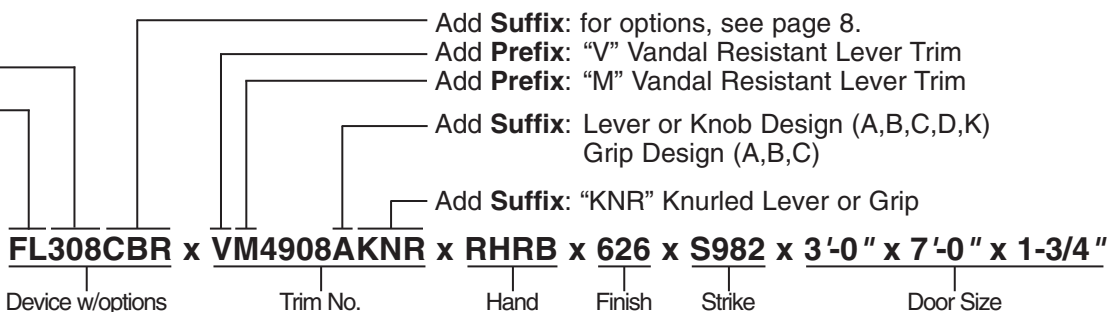 Add Suffix: for options, see page 8.
Add Prefix: “V” Vandal Resistant Lever Trim
Add Prefix: “M” Vandal Resistant Lever Trim
Add Suffix: Lever or Knob Design (A,B,C,D,K)
Grip Design (A,B,C)
Add Suffix: “KNR” Knurled Lever or Grip
FL308CBR x VM4908AKNR x RHRB x 626 x S982 x 3'-0" x 7'-0" x 1-3/4"
Device w/options Trim No. Hand Finish Strike Door Size